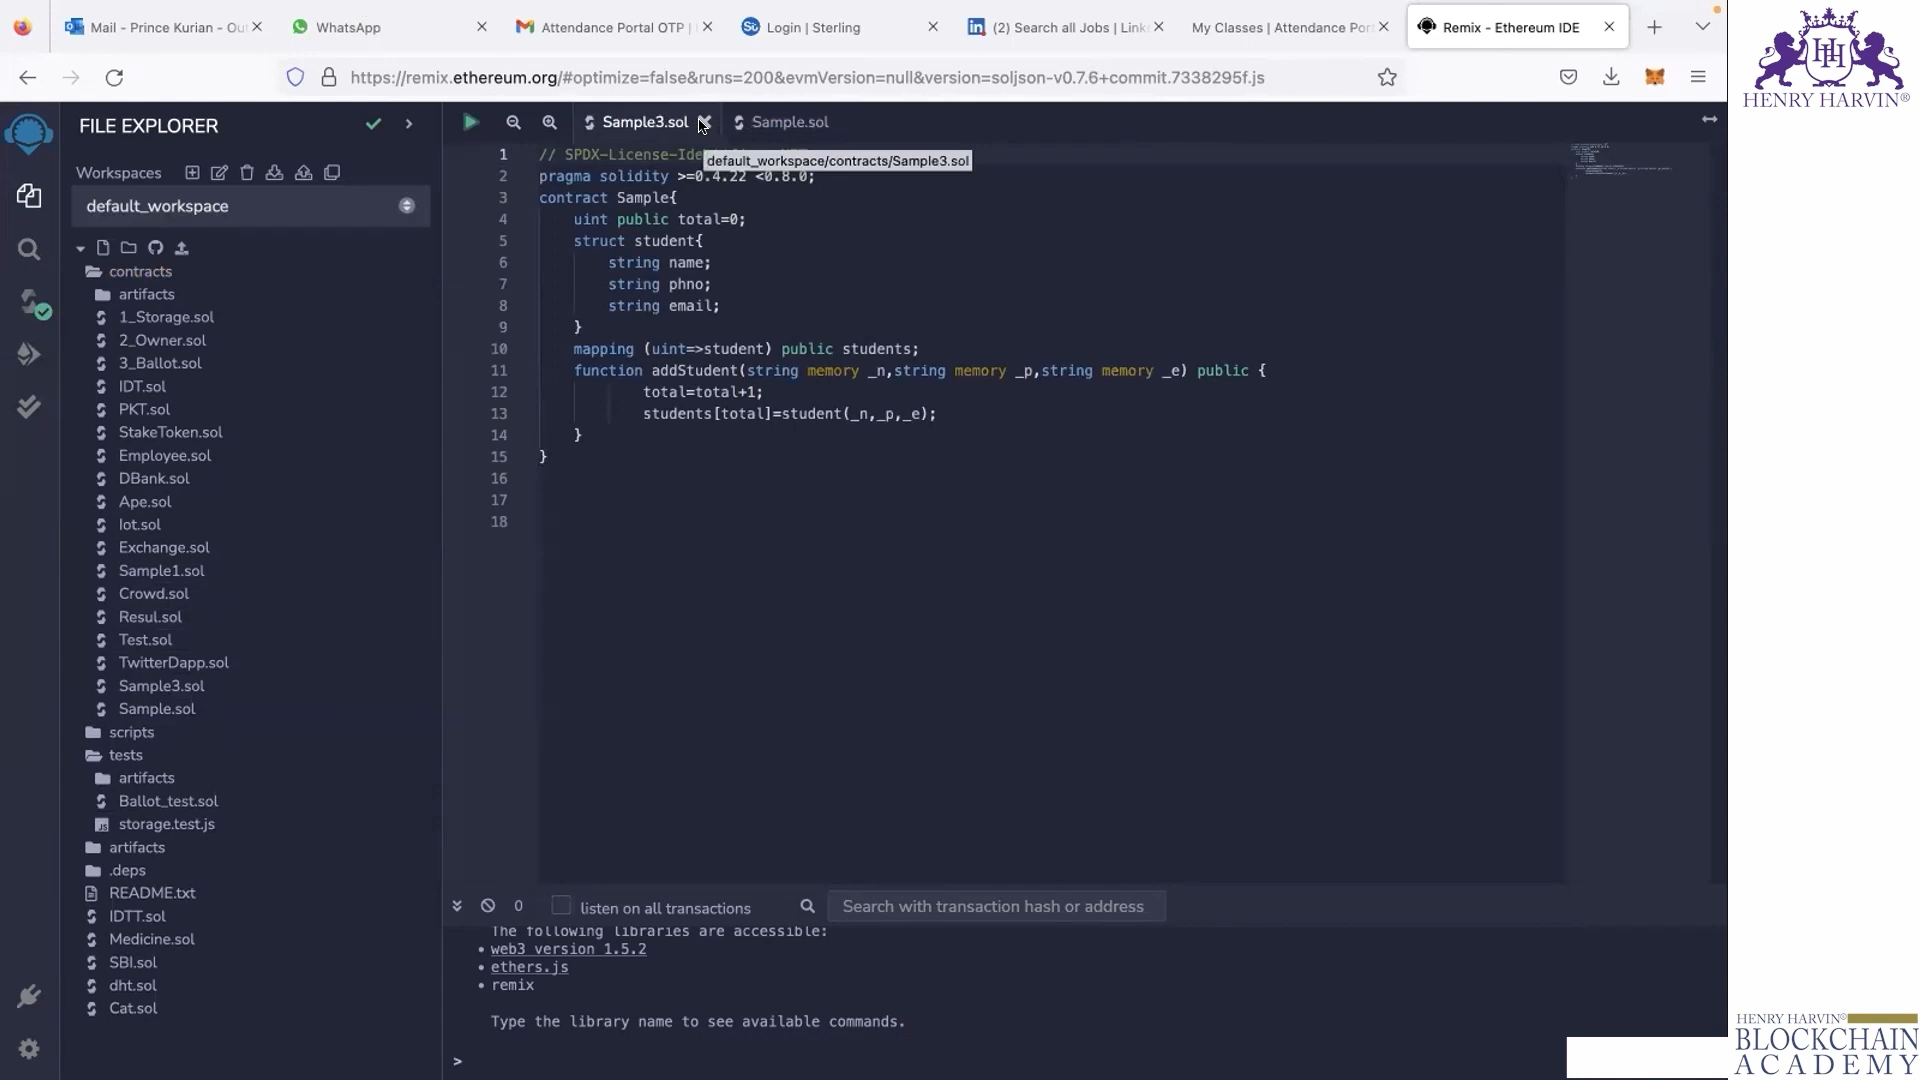 Mail - Prince Kurian - Ou
WhatsApp
Attendance Portal OTP |
Login | Sterling
(2) Search all Jobs | Link
My Classes | Attendance Por
Remix - Ethereum IDE
https://remix.ethereum.org/#optimize=false&runs=200&evmVersion=null&version=soljson-v0.7.6+commit.7338295f.js
HENRY HARVIN®
FILE EXPLORER
Sample3.sol
Sample.sol
Workspaces
default_workspace
contracts
artifacts
1_Storage.sol
2_Owner.sol
3_Ballot.sol
IDT.sol
PKT.sol
StakeToken.sol
Employee.sol
DBank.sol
Ape.sol
Iot.sol
Exchange.sol
Sample1.sol
Crowd.sol
Resul.sol
Test.sol
TwitterDapp.sol
Sample3.sol
Sample.sol
scripts
tests
artifacts
Ballot_test.sol
storage.test.js
artifacts
.deps
README.txt
IDTT.sol
Medicine.sol
SBI.sol
dht.sol
Cat.sol
default_workspace/contracts/Sample3.sol
1 // SPDX-License-Ide
2 pragma solidity >=0.4.22 <0.8.0;
3 contract Sample{
4 uint public total=0;
5 struct student{
6 string name;
7 string phno;
8 string email;
9 }
10 mapping (uint=>student) public students;
11 function addStudent(string memory _n,string memory _p,string memory _e) public {
12 total=total+1;
13 students[total]=student(_n,_p,_e);
14 }
15 }
16
17
18
0
listen on all transactions
Search with transaction hash or address
The following libraries are accessible:
• web3 version 1.5.2
• ethers.js
• remix
Type the library name to see available commands.
>
HENRY HARVIN®
BLOCKCHAIN
ACADEMY